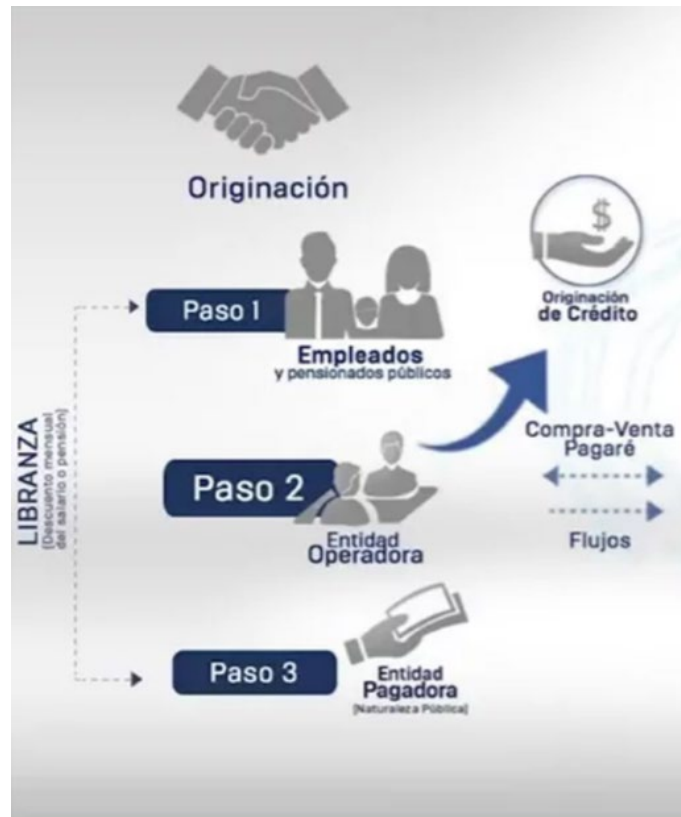 Originación
Paso 1
Empleados
y pensionados públicos
Originación
de Crédito
LIBRANZA
(Descuento mensual
del salario o pensión)
Paso 2
Entidad
Operadora
Compra-Venta
Pagaré
Flujos
Paso 3
Entidad
Pagadora
(Naturaleza Pública)